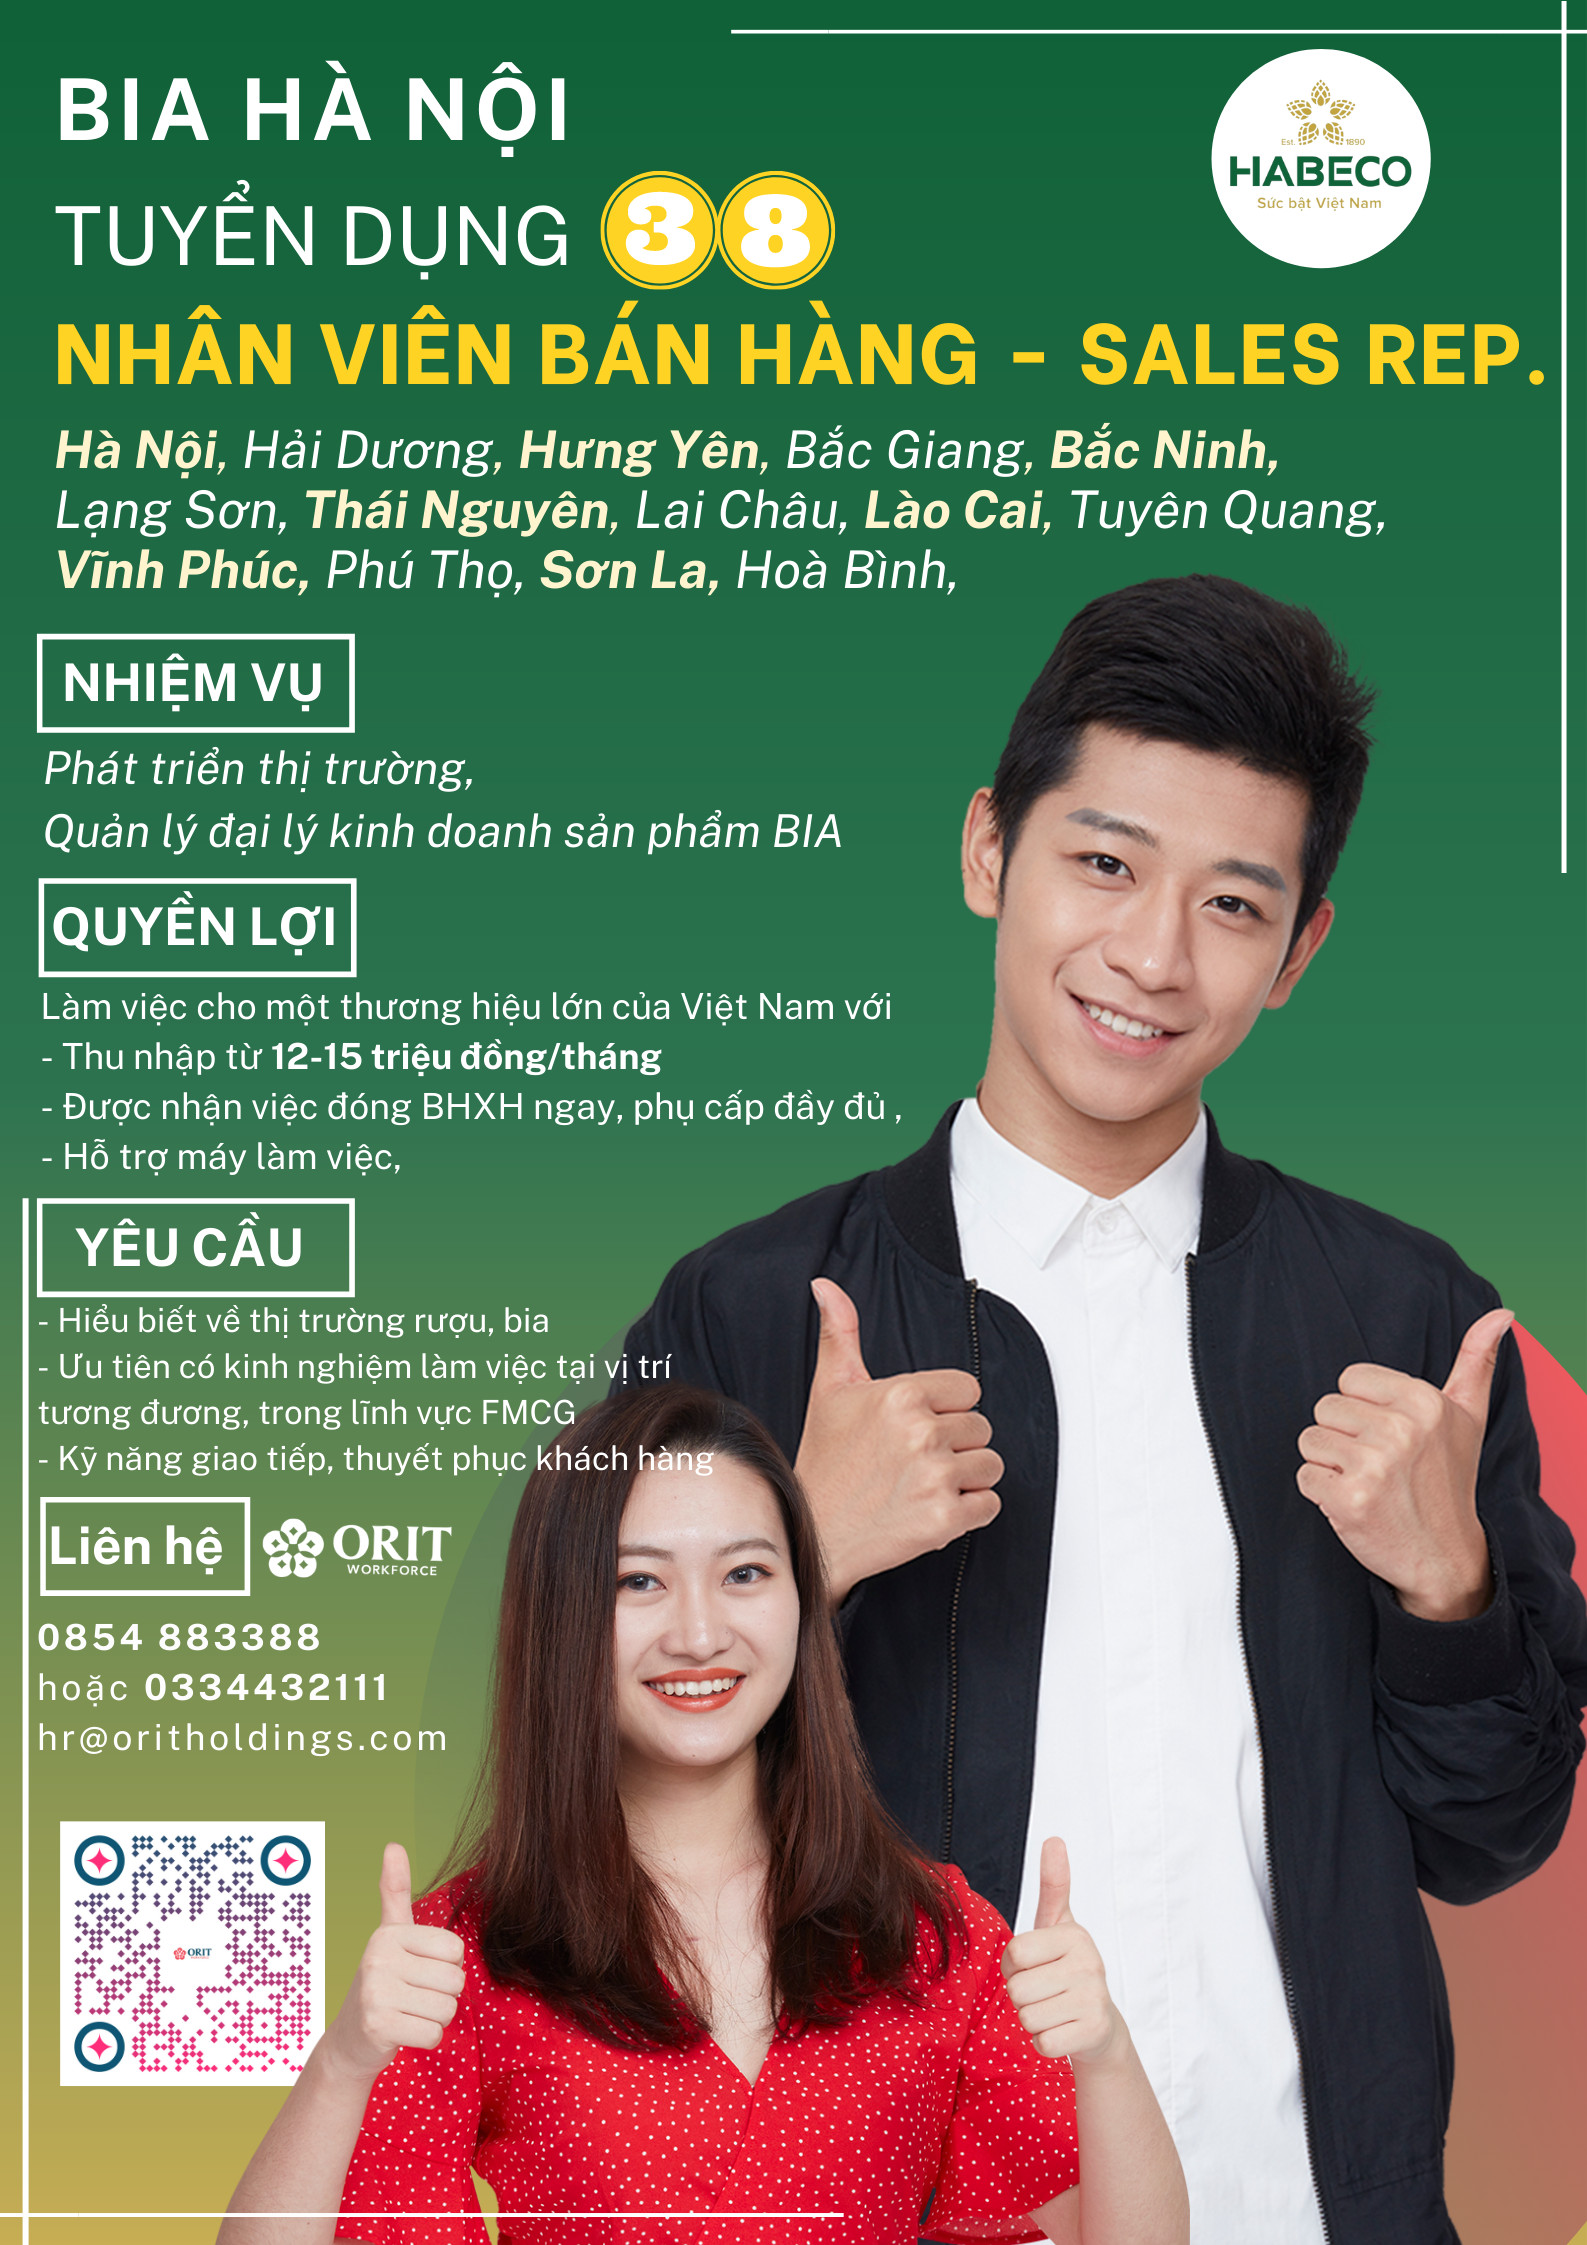 BIA HÀ NỘI
TUYỂN DỤNG 38
NHÂN VIÊN BÁN HÀNG - SALES REP.
Est. 1890
HABECO
Sức bật Việt Nam
Hà Nội, Hải Dương, Hưng Yên, Bắc Giang, Bắc Ninh,
Lạng Sơn, Thái Nguyên, Lai Châu, Lào Cai, Tuyên Quang,
Vĩnh Phúc, Phú Thọ, Sơn La, Hoà Bình,
NHIỆM VỤ
Phát triển thị trường,
Quản lý đại lý kinh doanh sản phẩm BIA
QUYỀN LỢI
Làm việc cho một thương hiệu lớn của Việt Nam với
- Thu nhập từ 12-15 triệu đồng/tháng
- Được nhận việc đóng BHXH ngay, phụ cấp đầy đủ ,
- Hỗ trợ máy làm việc,
YÊU CẦU
- Hiểu biết về thị trường rượu, bia
- Ưu tiên có kinh nghiệm làm việc tại vị trí
tương đương, trong lĩnh vực FMCG
- Kỹ năng giao tiếp, thuyết phục khách hàng
Liên hệ
ORIT
WORKFORCE
0854 883388
hoặc 0334432111
hr@oritholdings.com
ORIT